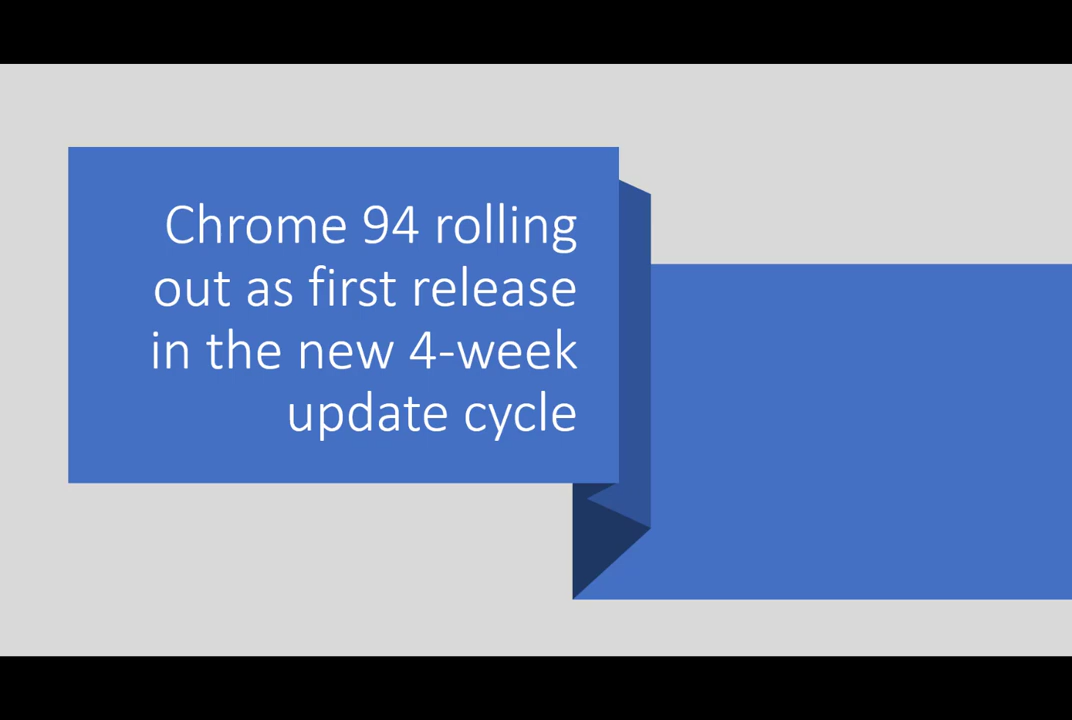 Chrome 94 rolling
out as first release
in the new 4-week
update cycle